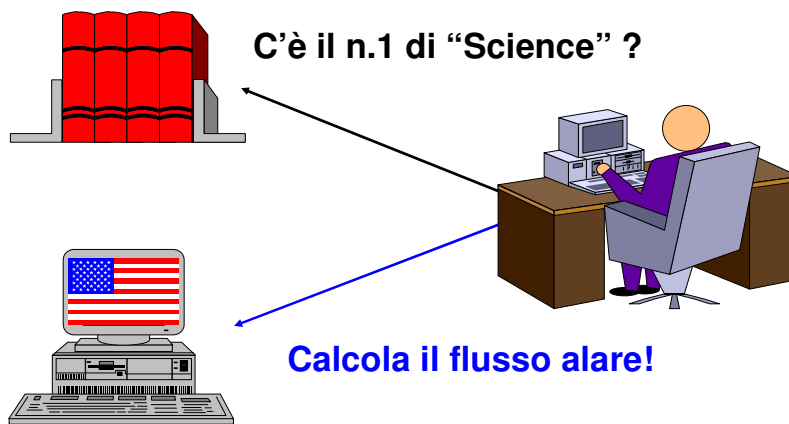 C'è il n.1 di “Science” ?
Calcola il flusso alare!